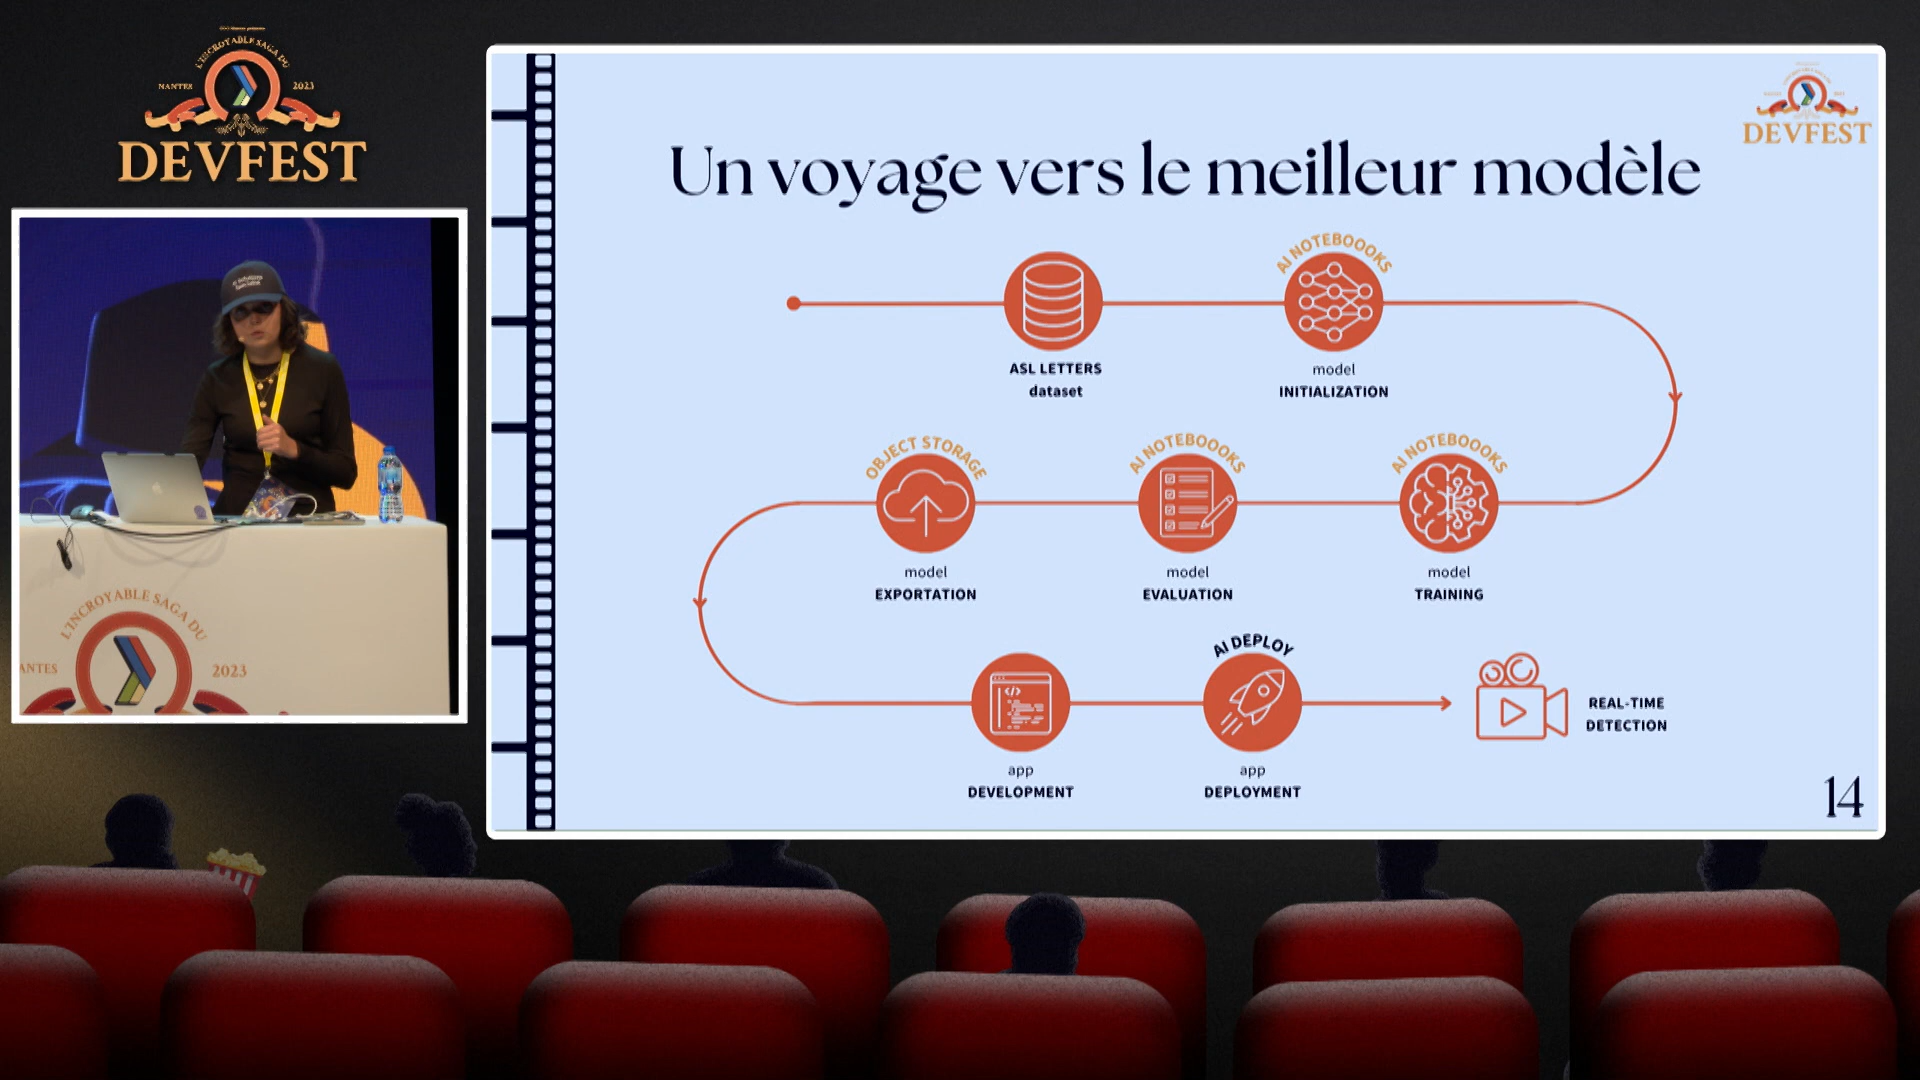 L'INCROYABLE SAGA DU
NANTES 2023
DEVFEST
L'INCROYABLE SAGA DU
ANTES 2023
DEVFEST
Un voyage vers le meilleur modèle
AI NOTEBOOOKS
ASL LETTERS
dataset
model
INITIALIZATION
OBJECT STORAGE
AI NOTEBOOOKS
AI NOTEBOOOKS
model
EXPORTATION
model
EVALUATION
model
TRAINING
AI DEPLOY
app
DEVELOPMENT
app
DEPLOYMENT
REAL-TIME
DETECTION
14